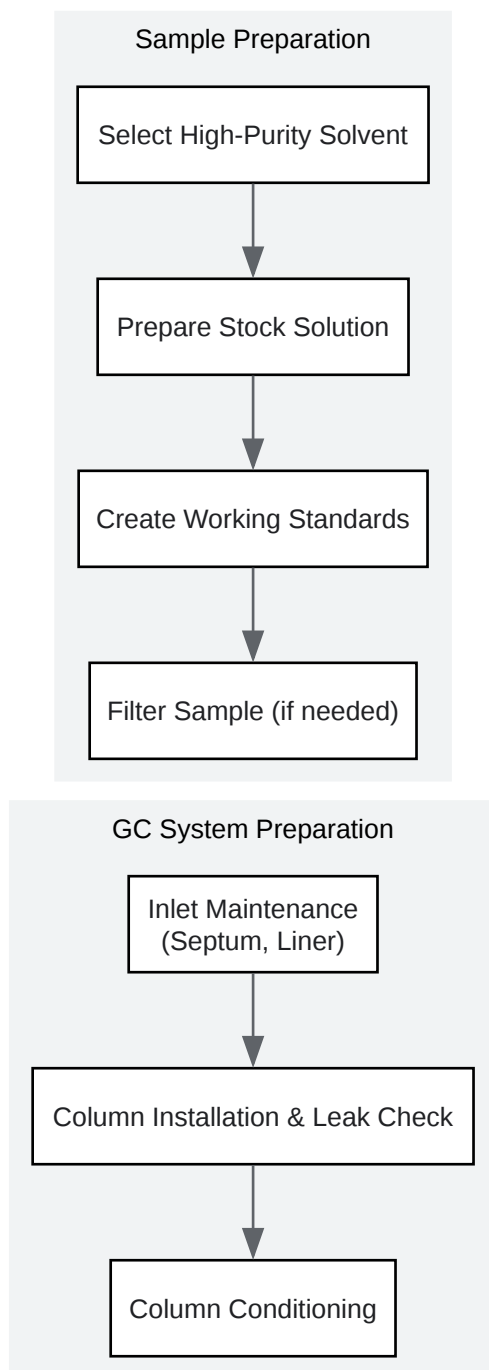 Sample Preparation
Select High-Purity Solvent
Prepare Stock Solution
Create Working Standards
Filter Sample (if needed)
GC System Preparation
Inlet Maintenance
(Septum, Liner)
Column Installation & Leak Check
Column Conditioning